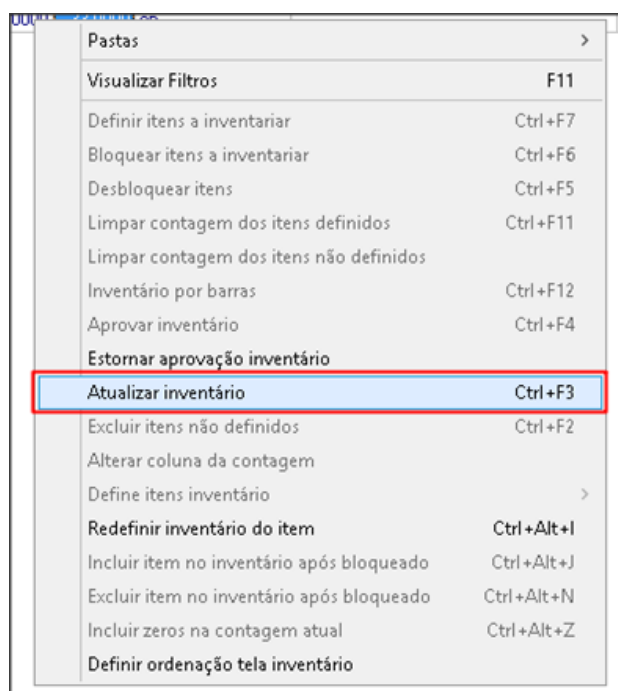 Pastas >
Visualizar Filtros F11
Definir itens a inventariar Ctrl+F7
Bloquear itens a inventariar Ctrl+F6
Desbloquear itens Ctrl+F5
Limpar contagem dos itens definidos Ctrl+F11
Limpar contagem dos itens não definidos
Inventário por barras Ctrl+F12
Aprovar inventário Ctrl+F4
Estornar aprovação inventário
Atualizar inventário Ctrl+F3
Excluir itens não definidos Ctrl+F2
Alterar coluna da contagem
Define itens inventário >
Redefinir inventário do item Ctrl+Alt+I
Incluir item no inventário após bloqueado Ctrl+Alt+J
Excluir item no inventário após bloqueado Ctrl+Alt+N
Incluir zeros na contagem atual Ctrl+Alt+Z
Definir ordenação tela inventário